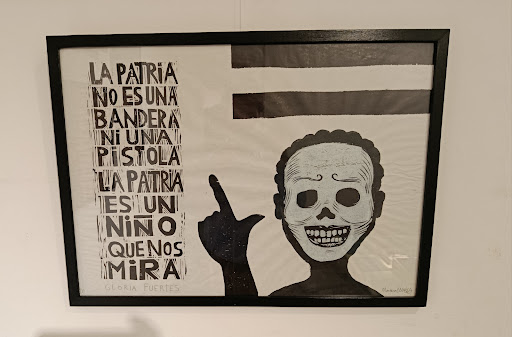 LA PATRIA
NO ES UNA
BANDERA
NI UNA
PISTOLA
LA PATRIA
ES UN
NIÑO
QUE NOS
MIRA
GLORIA FUERTES